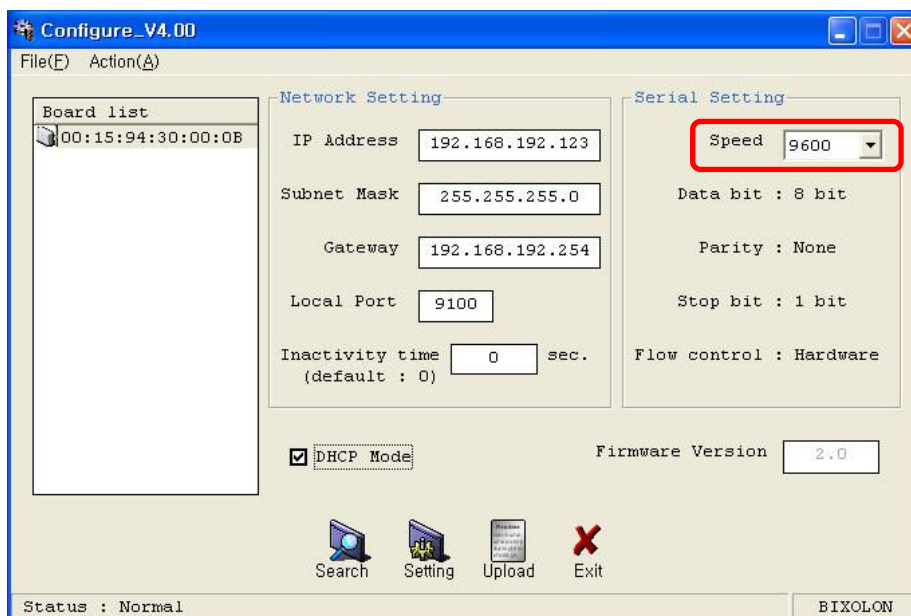 Configure_V4.00
File(F) Action(A)
Board list
00:15:94:30:00:0B
Network Setting
IP Address 192.168.192.123
Subnet Mask 255.255.255.0
Gateway 192.168.192.254
Local Port 9100
Inactivity time 0 sec.
(default : 0)
Serial Setting
Speed 9600
Data bit : 8 bit
Parity : None
Stop bit : 1 bit
Flow control : Hardware
DHCP Mode
Firmware Version 2.0
Search Setting Upload Exit
Status : Normal BIXOLON